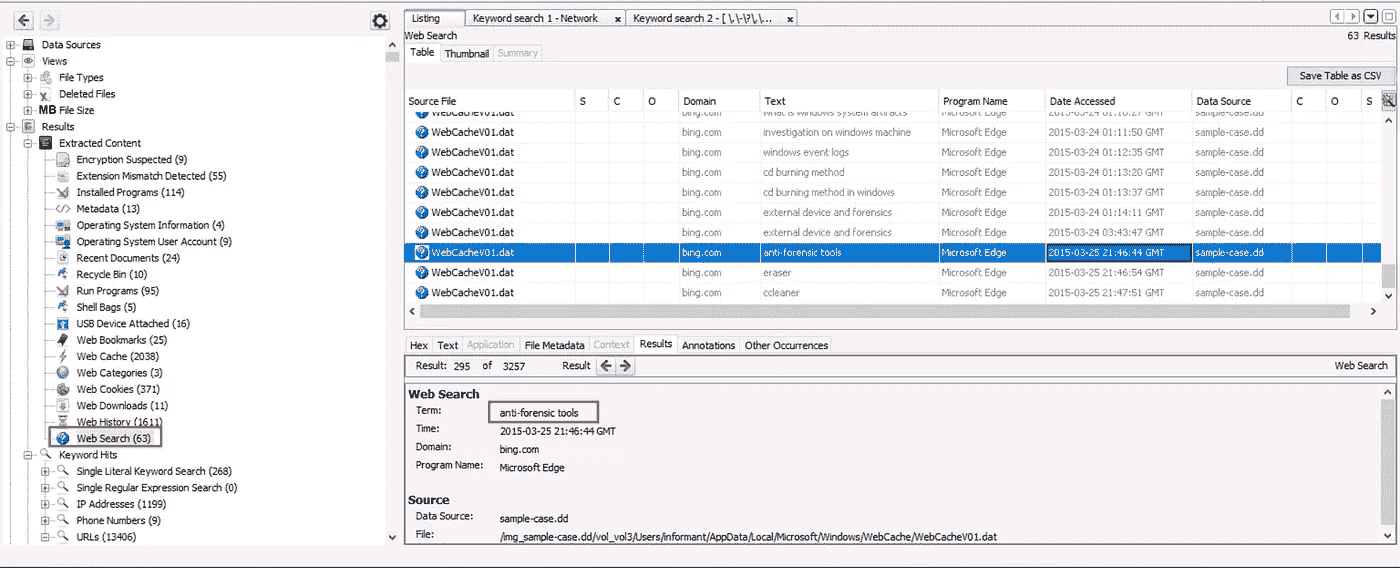 Listing Keyword search 1 - Network x Keyword search 2 - [ \,\-\?\,\... x
Web Search 63 Results
Table Thumbnail Summary
Save Table as CSV
Data Sources
Views
File Types
Deleted Files
MB File Size
Results
Extracted Content
Encryption Suspected (9)
Extension Mismatch Detected (55)
Installed Programs (114)
Metadata (13)
Operating System Information (4)
Operating System User Account (9)
Recent Documents (24)
Recycle Bin (10)
Run Programs (95)
Shell Bags (5)
USB Device Attached (16)
Web Bookmarks (25)
Web Cache (2038)
Web Categories (3)
Web Cookies (371)
Web Downloads (11)
Web History (1611)
Web Search (63)
Keyword Hits
Single Literal Keyword Search (268)
Single Regular Expression Search (0)
IP Addresses (1199)
Phone Numbers (9)
URLs (13406)
Source File S C O Domain Text Program Name Date Accessed Data Source C O S
WebCacheV01.dat bing.com what is windows system artifacts Microsoft Edge 2015-03-24 01:10:27 GMT sample-case.dd
WebCacheV01.dat bing.com investigation on windows machine Microsoft Edge 2015-03-24 01:11:50 GMT sample-case.dd
WebCacheV01.dat bing.com windows event logs Microsoft Edge 2015-03-24 01:12:35 GMT sample-case.dd
WebCacheV01.dat bing.com cd burning method Microsoft Edge 2015-03-24 01:13:20 GMT sample-case.dd
WebCacheV01.dat bing.com cd burning method in windows Microsoft Edge 2015-03-24 01:13:37 GMT sample-case.dd
WebCacheV01.dat bing.com external device and forensics Microsoft Edge 2015-03-24 01:14:11 GMT sample-case.dd
WebCacheV01.dat bing.com external device and forensics Microsoft Edge 2015-03-24 03:43:47 GMT sample-case.dd
WebCacheV01.dat bing.com anti-forensic tools Microsoft Edge 2015-03-25 21:46:44 GMT sample-case.dd
WebCacheV01.dat bing.com eraser Microsoft Edge 2015-03-25 21:46:54 GMT sample-case.dd
WebCacheV01.dat bing.com ccleaner Microsoft Edge 2015-03-25 21:47:51 GMT sample-case.dd
Hex Text Application File Metadata Context Results Annotations Other Occurrences
Result: 295 of 3257 Result Web Search
Web Search
Term: anti-forensic tools
Time: 2015-03-25 21:46:44 GMT
Domain: bing.com
Program Name: Microsoft Edge
Source
Data Source: sample-case.dd
File: /img_sample-case.dd/vol_vol3/Users/informant/AppData/Local/Microsoft/Windows/WebCache/WebCacheV01.dat